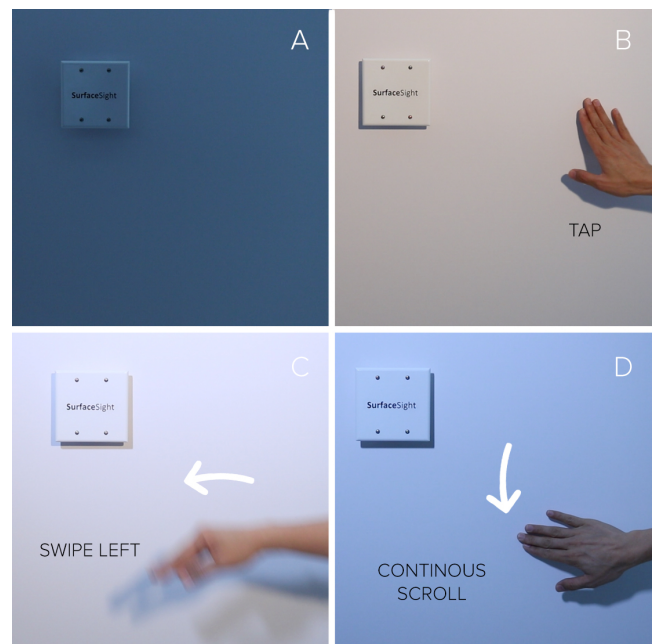 A
SurfaceSight
B
SurfaceSight
TAP
C
SurfaceSight
SWIPE LEFT
D
SurfaceSight
CONTINOUS
SCROLL